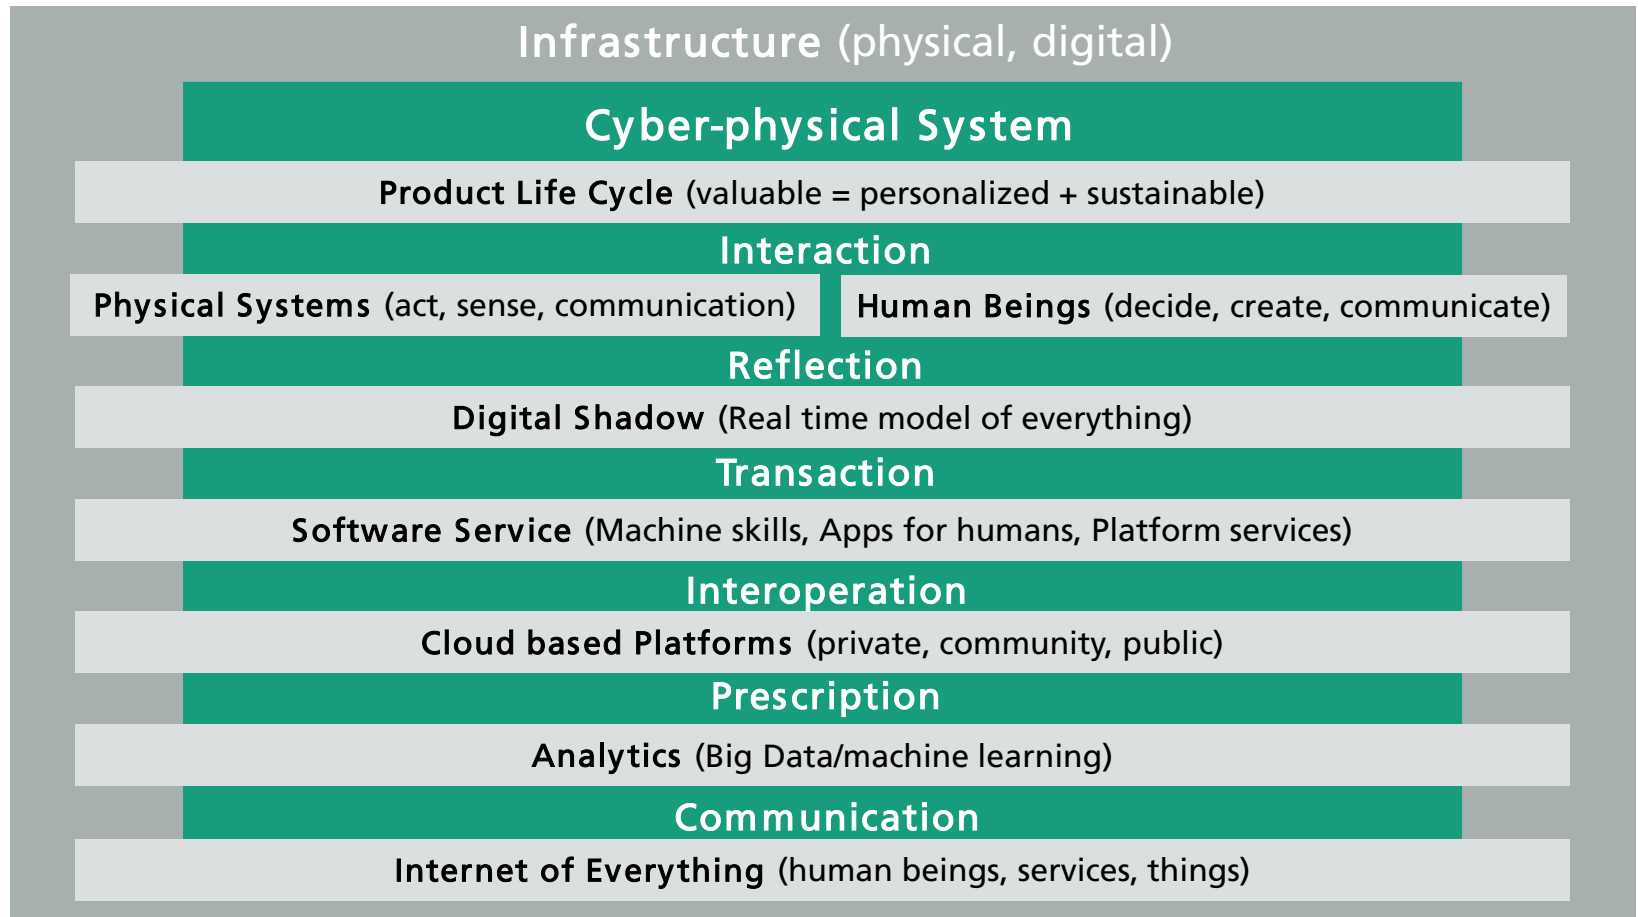 Infrastructure (physical, digital)
Cyber-physical System
Product Life Cycle (valuable = personalized + sustainable)
Interaction
Physical Systems (act, sense, communication)
Human Beings (decide, create, communicate)
Reflection
Digital Shadow (Real time model of everything)
Transaction
Software Service (Machine skills, Apps for humans, Platform services)
Interoperation
Cloud based Platforms (private, community, public)
Prescription
Analytics (Big Data/machine learning)
Communication
Internet of Everything (human beings, services, things)